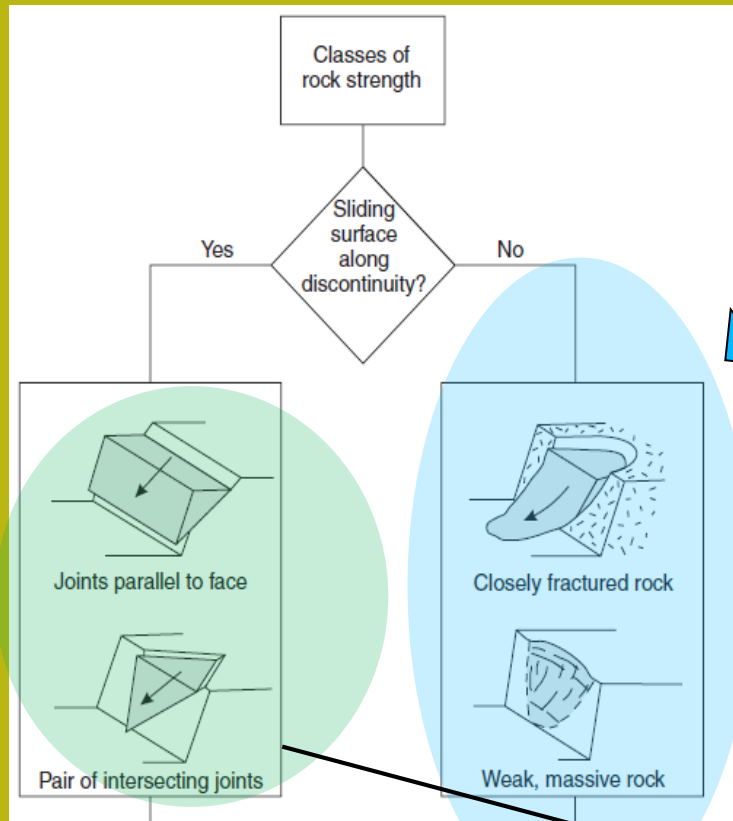 Classes of
rock strength
Sliding
surface
along
discontinuity?
Yes
No
Joints parallel to face
Closely fractured rock
Pair of intersecting joints
Weak, massive rock